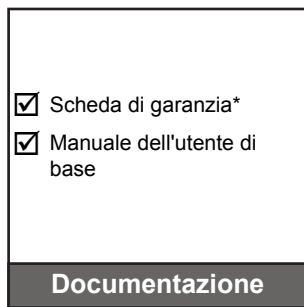 Scheda di garanzia*
Manuale dell'utente di
base
Documentazione